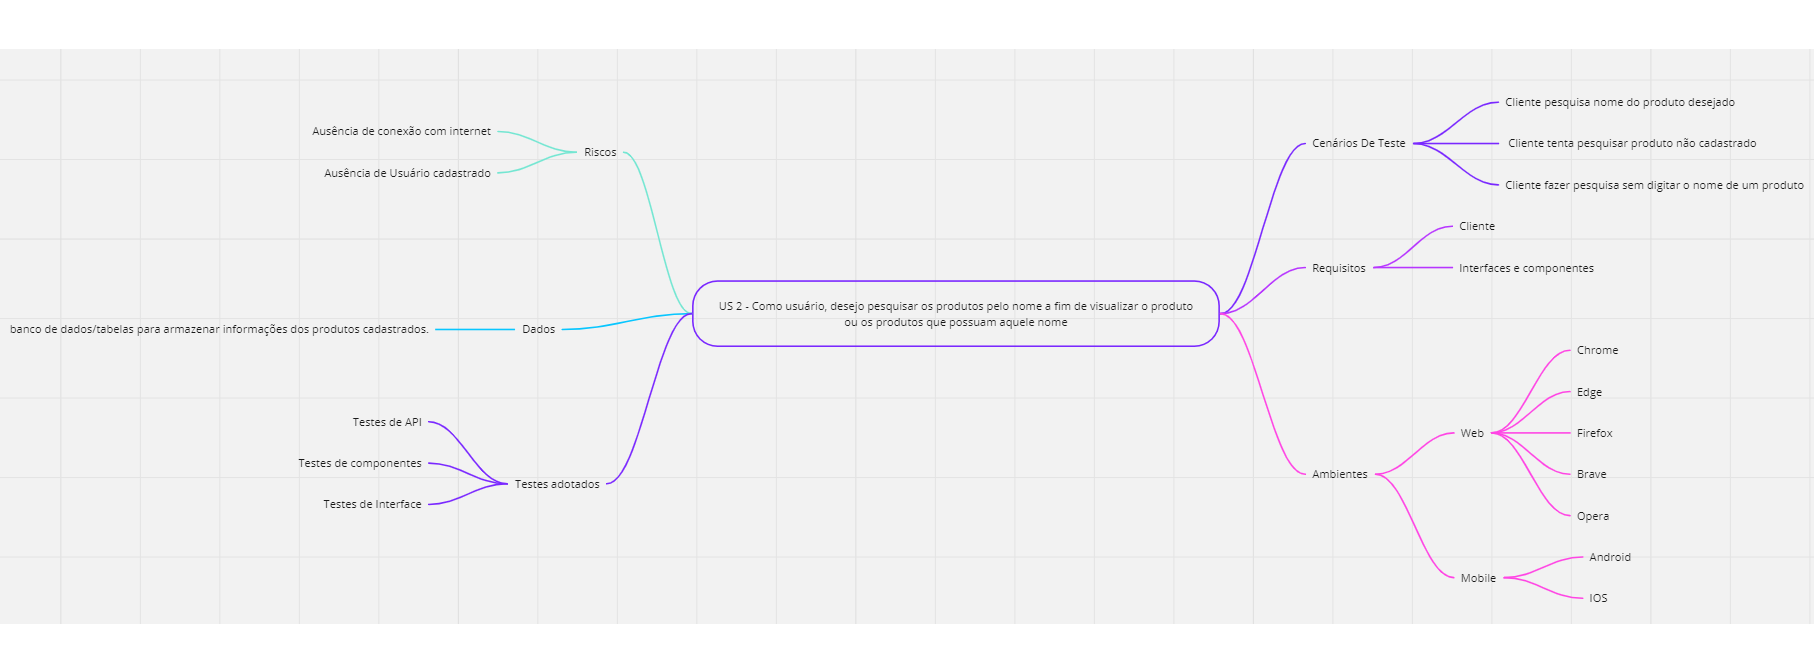 US 2 - Como usuário, desejo pesquisar os produtos pelo nome a fim de visualizar o produto
ou os produtos que possuam aquele nome
Riscos
Ausência de conexão com internet
Ausência de Usuário cadastrado
Dados
banco de dados/tabelas para armazenar informações dos produtos cadastrados.
Testes adotados
Testes de API
Testes de componentes
Testes de Interface
Cenários De Teste
Cliente pesquisa nome do produto desejado
Cliente tenta pesquisar produto não cadastrado
Cliente fazer pesquisa sem digitar o nome de um produto
Requisitos
Cliente
Interfaces e componentes
Ambientes
Web
Chrome
Edge
Firefox
Brave
Opera
Mobile
Android
IOS